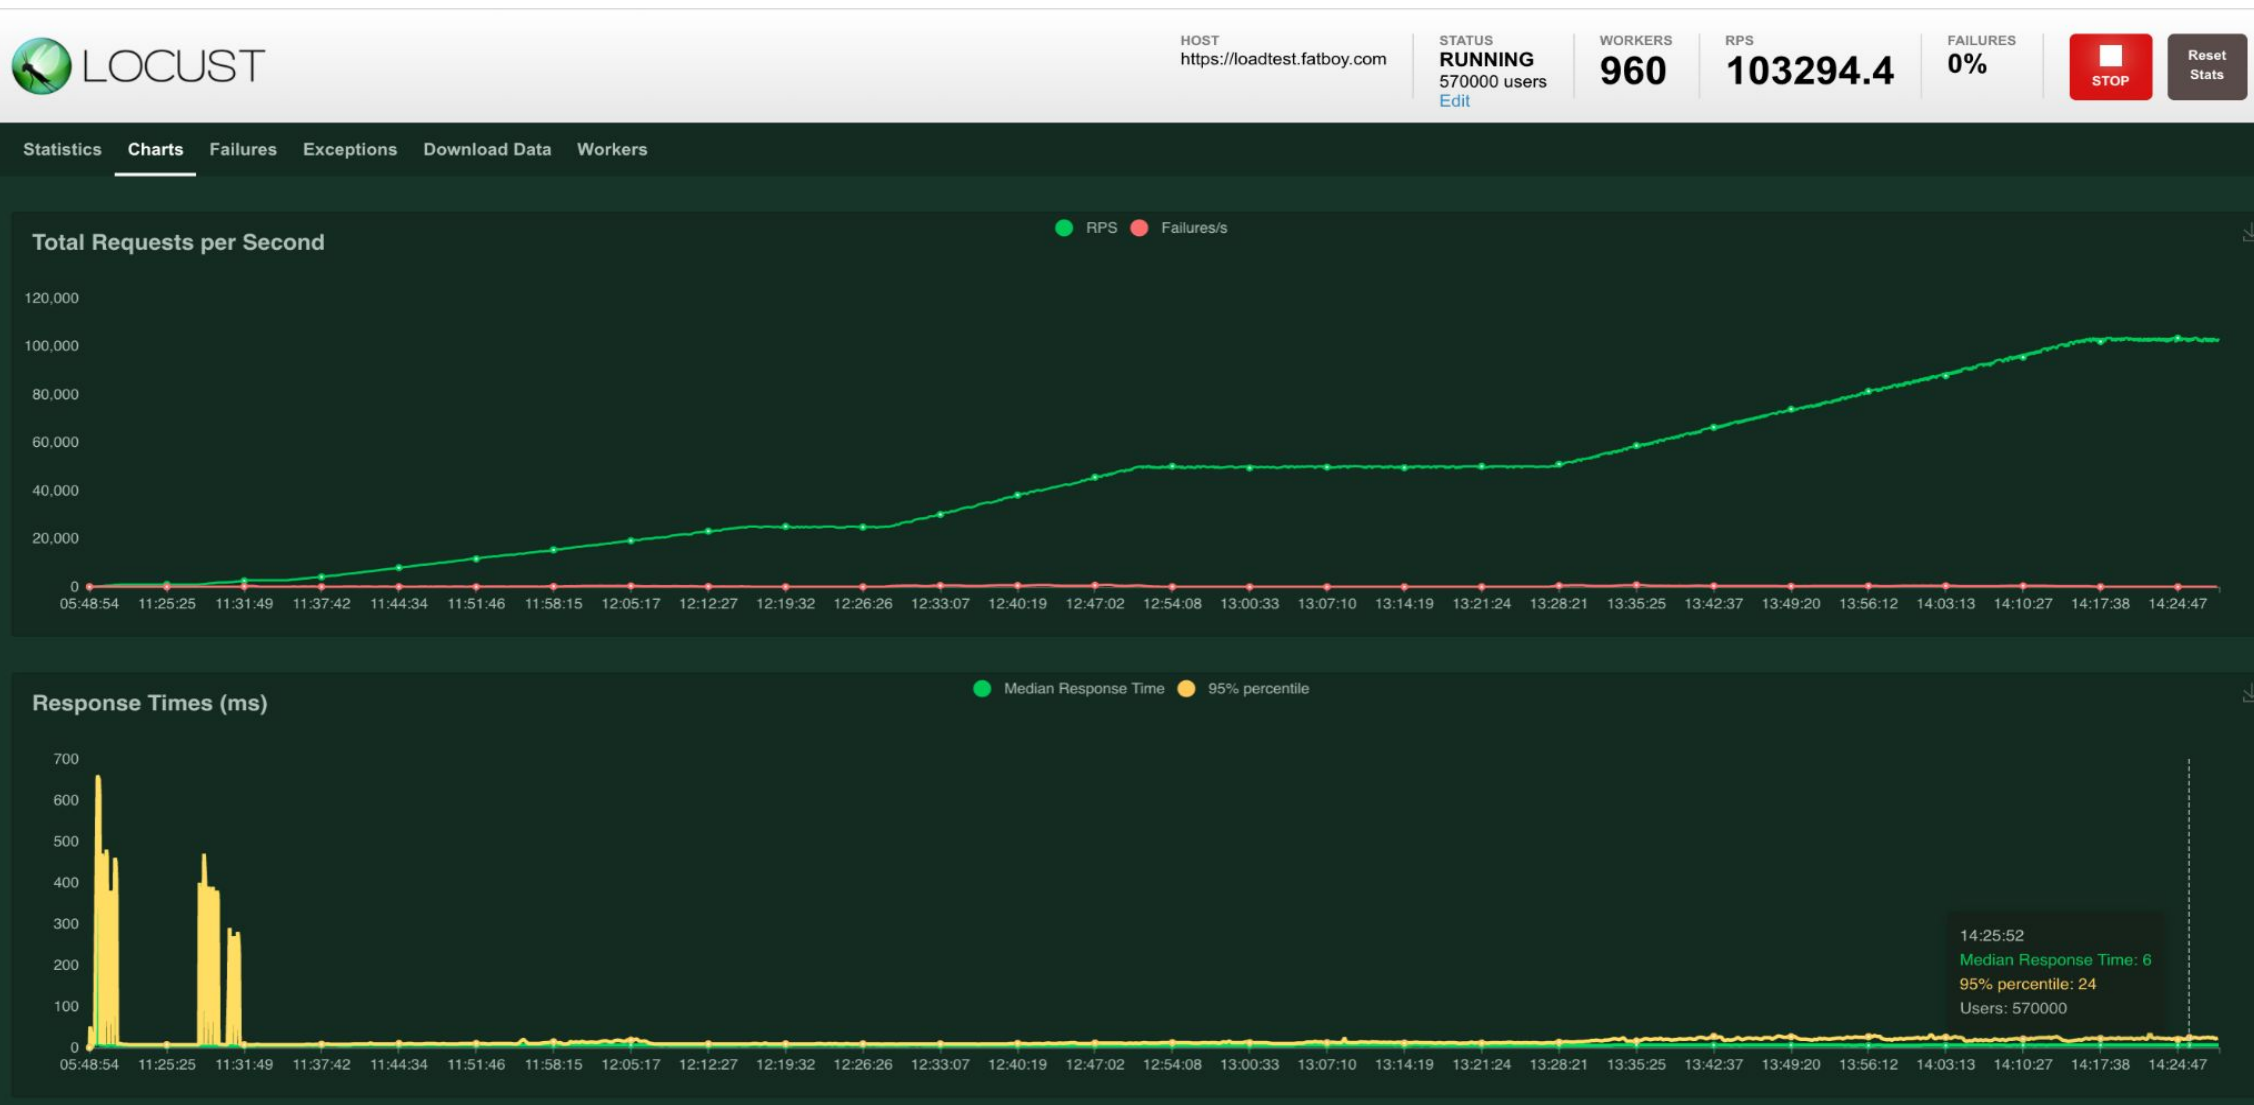 LOCUST
HOST
https://loadtest.fatboy.com
STATUS
RUNNING
570000 users
Edit
WORKERS
960
RPS
103294.4
FAILURES
0%
STOP
Reset
Stats
Statistics Charts Failures Exceptions Download Data Workers
Total Requests per Second
RPS Failures/s
120,000
100,000
80,000
60,000
40,000
20,000
0
05:48:54 11:25:25 11:31:49 11:37:42 11:44:34 11:51:46 11:58:15 12:05:17 12:12:27 12:19:32 12:26:26 12:33:07 12:40:19 12:47:02 12:54:08 13:00:33 13:07:10 13:14:19 13:21:24 13:28:21 13:35:25 13:42:37 13:49:20 13:56:12 14:03:13 14:10:27 14:17:38 14:24:47
Response Times (ms)
Median Response Time 95% percentile
700
600
500
400
300
200
100
0
14:25:52
Median Response Time: 6
95% percentile: 24
Users: 570000
05:48:54 11:25:25 11:31:49 11:37:42 11:44:34 11:51:46 11:58:15 12:05:17 12:12:27 12:19:32 12:26:26 12:33:07 12:40:19 12:47:02 12:54:08 13:00:33 13:07:10 13:14:19 13:21:24 13:28:21 13:35:25 13:42:37 13:49:20 13:56:12 14:03:13 14:10:27 14:17:38 14:24:47